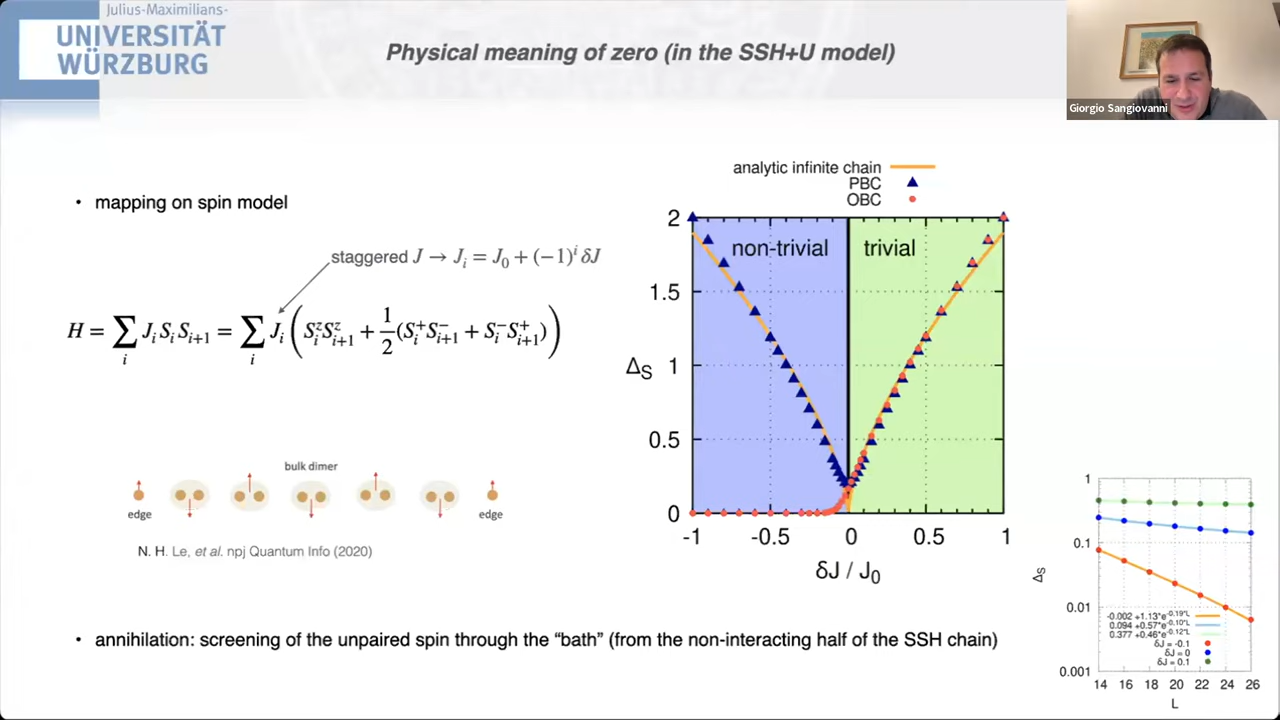 Julius-Maximilians-
UNIVERSITÄT
WÜRZBURG
Physical meaning of zero (in the SSH+U model)
Giorgio Sangiovanni
• mapping on spin model
staggered J → J_i = J_0 + (−1)^i δJ
H = ∑_i J_i S_i S_{i+1} = ∑_i J_i ( S_i^z S_{i+1}^z + 1/2 (S_i^+ S_{i+1}^- + S_i^- S_{i+1}^+) )
bulk dimer
edge
edge
N. H. Le, et al. npj Quantum Info (2020)
analytic infinite chain
PBC
OBC
non-trivial
trivial
2
1.5
1
0.5
0
Δ_S
-1
-0.5
0
0.5
1
δJ / J_0
• annihilation: screening of the unpaired spin through the “bath” (from the non-interacting half of the SSH chain)
1
0.1
0.01
0.001
Δ_S
-0.002 +1.13*e^{-0.19*L}
0.094 +0.57*e^{-0.10*L}
0.377 +0.46*e^{-0.12*L}
δJ = -0.1
δJ = 0
δJ = 0.1
14 16 18 20 22 24 26
L